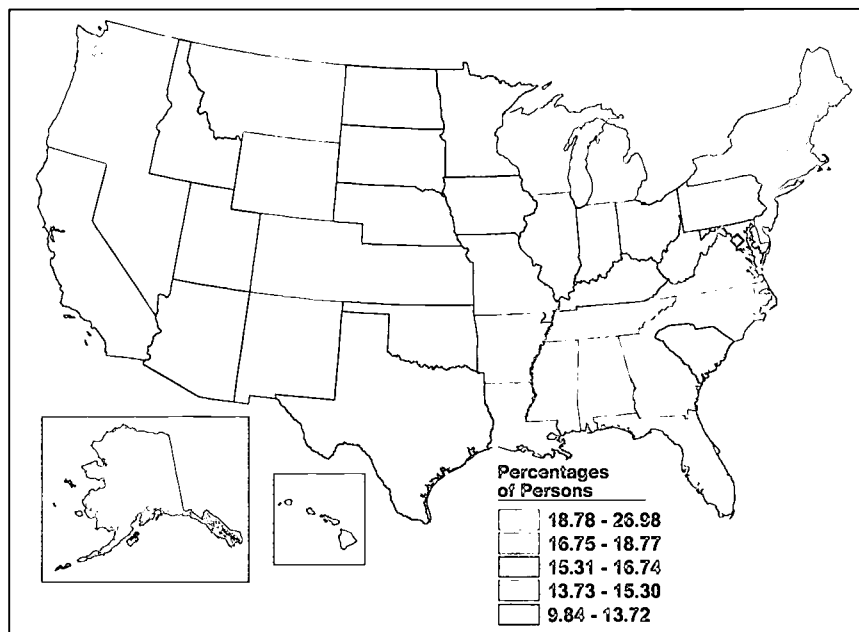 Percentages
of Persons
18.78 - 26.98
16.75 - 18.77
15.31 - 16.74
13.73 - 15.30
9.84 - 13.72